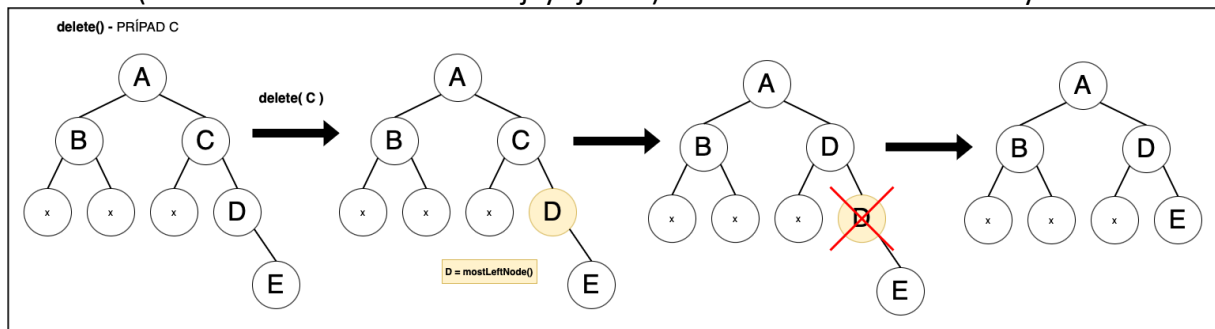 delete() - PRÍPAD C
A
A
A
A
delete( C )
B
C
B
C
B
D
B
D
x
x
x
D
x
x
x
D
x
x
x
D
x
x
x
E
D = mostLeftNode()
E
E
E